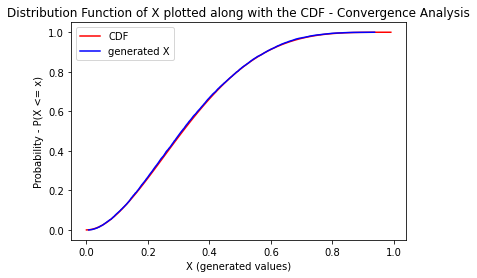 Distribution Function of X plotted along with the CDF - Convergence Analysis
CDF
generated X
1.0
0.8
0.6
0.4
0.2
0.0
Probability - P(X <= x)
0.0 0.2 0.4 0.6 0.8 1.0
X (generated values)